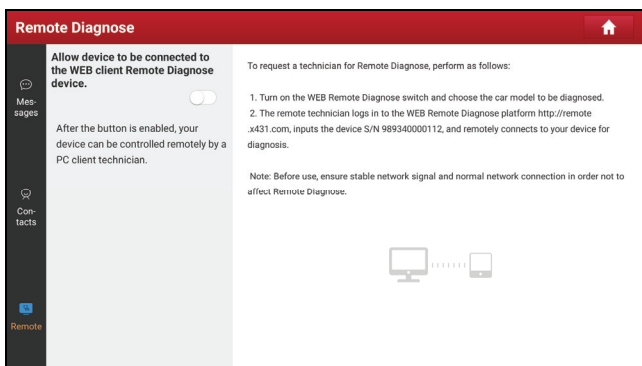 Remote Diagnose
Mes-
sages
Con-
tacts
Remote
Allow device to be connected to
the WEB client Remote Diagnose
device.
After the button is enabled, your
device can be controlled remotely by a
PC client technician.
To request a technician for Remote Diagnose, perform as follows:
1. Turn on the WEB Remote Diagnose switch and choose the car model to be diagnosed.
2. The remote technician logs in to the WEB Remote Diagnose platform http://remote
.x431.com, inputs the device S/N 989340000112, and remotely connects to your device for
diagnosis.
Note: Before use, ensure stable network signal and normal network connection in order not to
affect Remote Diagnose.